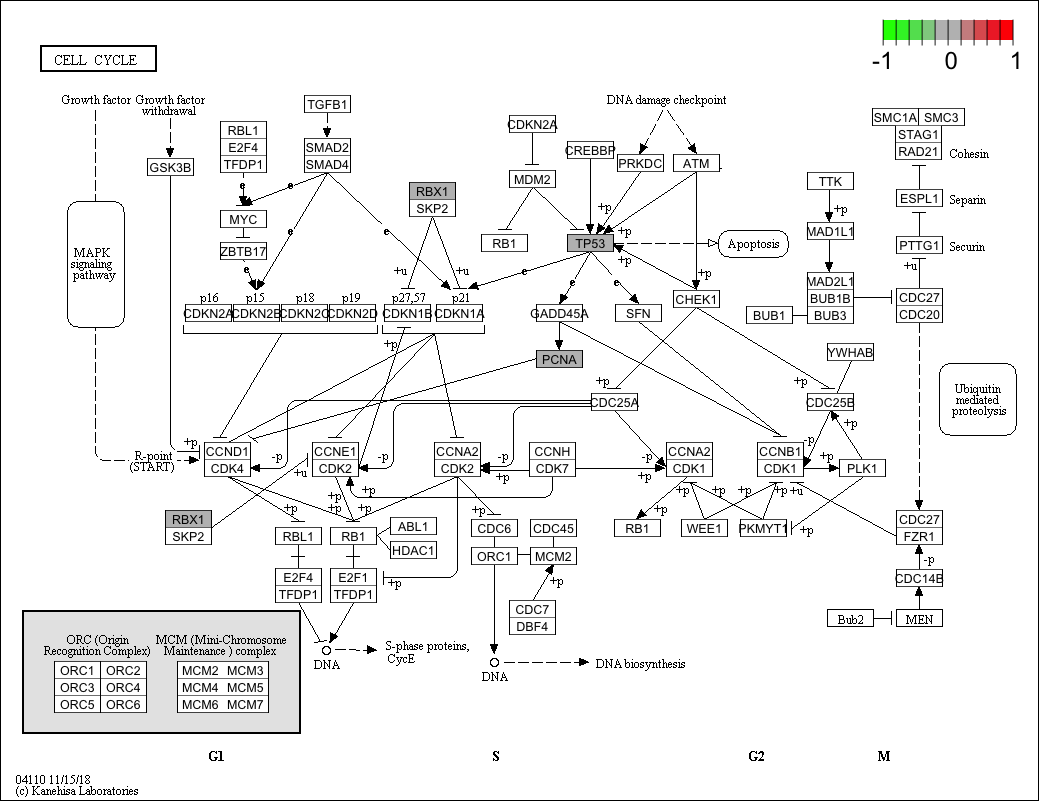 CELL CYCLE
-1 0 1
Growth factor
Growth factor
withdrawal
TGFB1
DNA damage checkpoint
CDKN2A
SMC1A SMC3
STAG1
RAD21
Cohesin
RBL1
E2F4
TFDP1
SMAD2
SMAD4
CREBBP
PRKDC
ATM
GSK3B
MDM2
TTK
e
e
e
e
RBX1
SKP2
+p
ESPL1
Separin
MYC
ZBTB17
RB1
TP53
+p
+p
+p
Apoptosis
MAD1L1
PTTG1
Securin
MAPK
signaling
pathway
+u
+u
e
e
e
+p
+u
MAD2L1
BUB1B
BUB3
BUB1
CDC27
CDC20
p16
p15
p18
p19
p27,57
p21
CDKN2A
CDKN2B
CDKN2C
CDKN2D
CDKN1B
CDKN1A
GADD45A
SFN
CHEK1
+p
PCNA
YWHAB
+p
+p
CDC25A
CDC25B
Ubiquitin
mediated
proteolysis
R-point
(START)
+p
CCND1
CDK4
-p
CCNE1
CDK2
+u
-p
CCNA2
CDK2
-p
+p
CCNH
CDK7
+p
CCNA2
CDK1
CCNB1
CDK1
-p
+p
+p
PLK1
+p
+p
+p
+p
+p
+p
+p
+p
+p
+u
+p
RBX1
SKP2
RBL1
RB1
ABL1
HDAC1
CDC6
CDC45
ORC1
MCM2
RB1
WEE1
PKMYT1
CDC27
FZR1
-p
E2F4
TFDP1
E2F1
TFDP1
+p
+p
CDC14B
CDC7
DBF4
Bub2
MEN
DNA
S-phase proteins,
CycE
DNA
DNA biosynthesis
ORC (Origin
Recognition Complex)
MCM (Mini-Chromosome
Maintenance ) complex
ORC1 ORC2
ORC3 ORC4
ORC5 ORC6
MCM2 MCM3
MCM4 MCM5
MCM6 MCM7
G1
S
G2
M
04110 11/15/18
(c) Kanehisa Laboratories